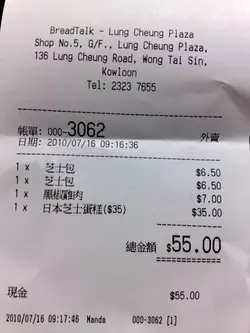 BreadTalk - Lung Cheung Plaza
Shop No.5, G/F., Lung Cheung Plaza,
136 Lung Cheung Road, Wong Tai Sin,
Kowloon
Tel: 2323 7655
帳單: 000-3062 外賣
日期: 2010/07/16 09:16:36
1 x 芝士包 $6.50
1 x 芝士包 $6.50
1 x 黑椒雞肉 $7.00
1 x 日本芝士蛋糕($35) $35.00
總金額 $55.00
現金 $55.00
2010/07/16 09:17:46 Manda 000-3062 [1]